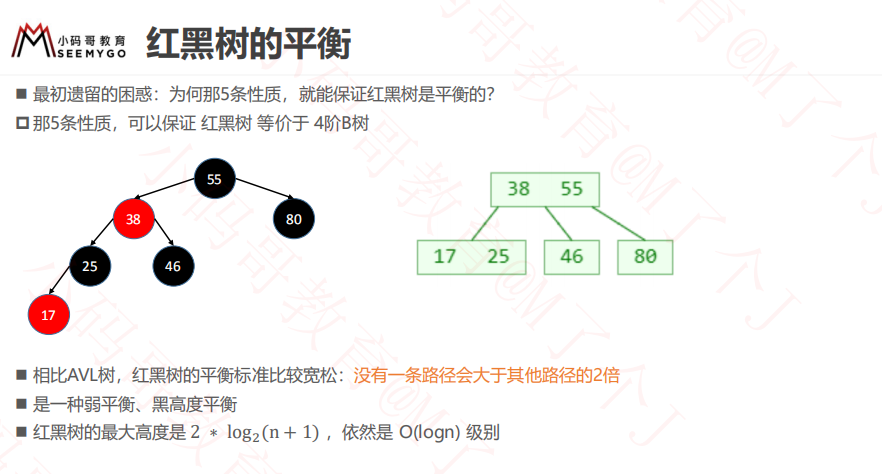 小码哥教育
SEEMYGO
红黑树的平衡
■ 最初遗留的困惑：为何那5条性质，就能保证红黑树是平衡的？
那5条性质，可以保证 红黑树 等价于 4阶B树
55
38
80
25
46
17
38 55
17 25
46
80
■ 相比AVL树，红黑树的平衡标准比较宽松：没有一条路径会大于其他路径的2倍
■ 是一种弱平衡、黑高度平衡
■ 红黑树的最大高度是 2 ∗ log₂(n + 1) ，依然是 O(logn) 级别
小码哥教育@M了个J